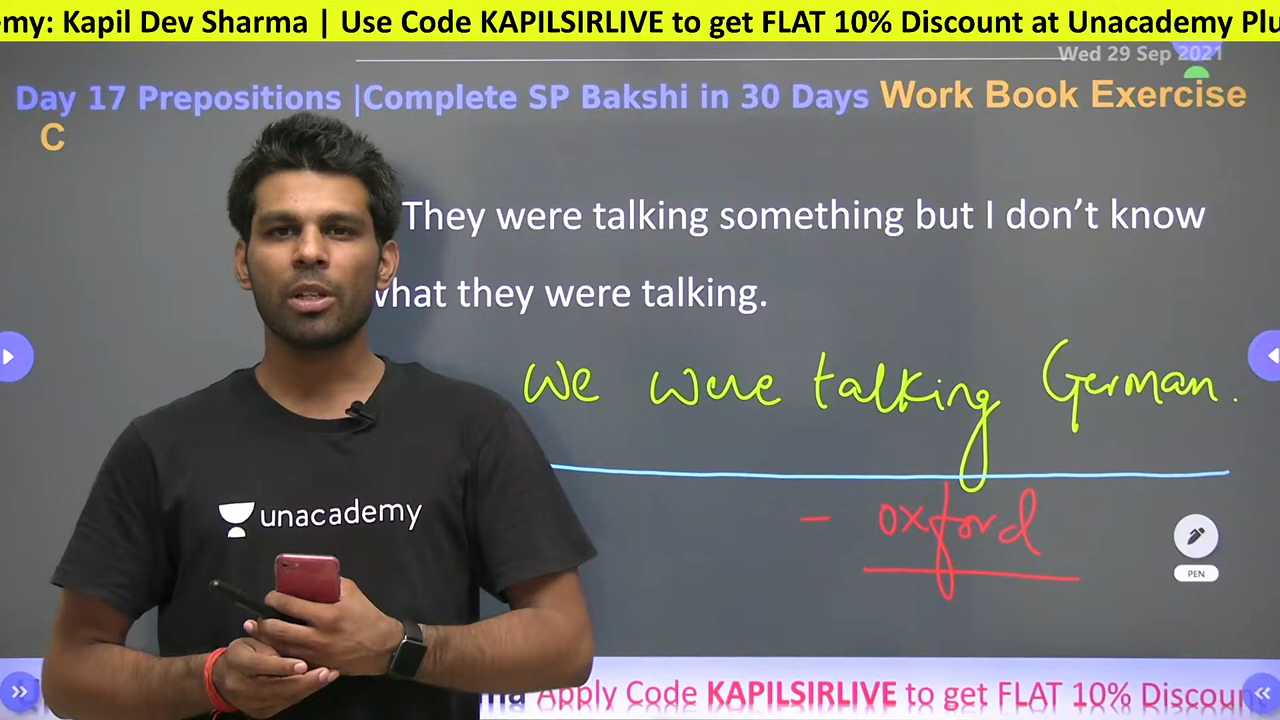 my: Kapil Dev Sharma | Use Code KAPILSIRLIVE to get FLAT 10% Discount at Unacademy Plu
Wed 29 Sep 2021
Day 17 Prepositions |Complete SP Bakshi in 30 Days Work Book Exercise
C
They were talking something but I don’t know
what they were talking.
We were talking German.
- oxford
unacademy
PEN
Apply Code KAPILSIRLIVE to get FLAT 10% Discoun